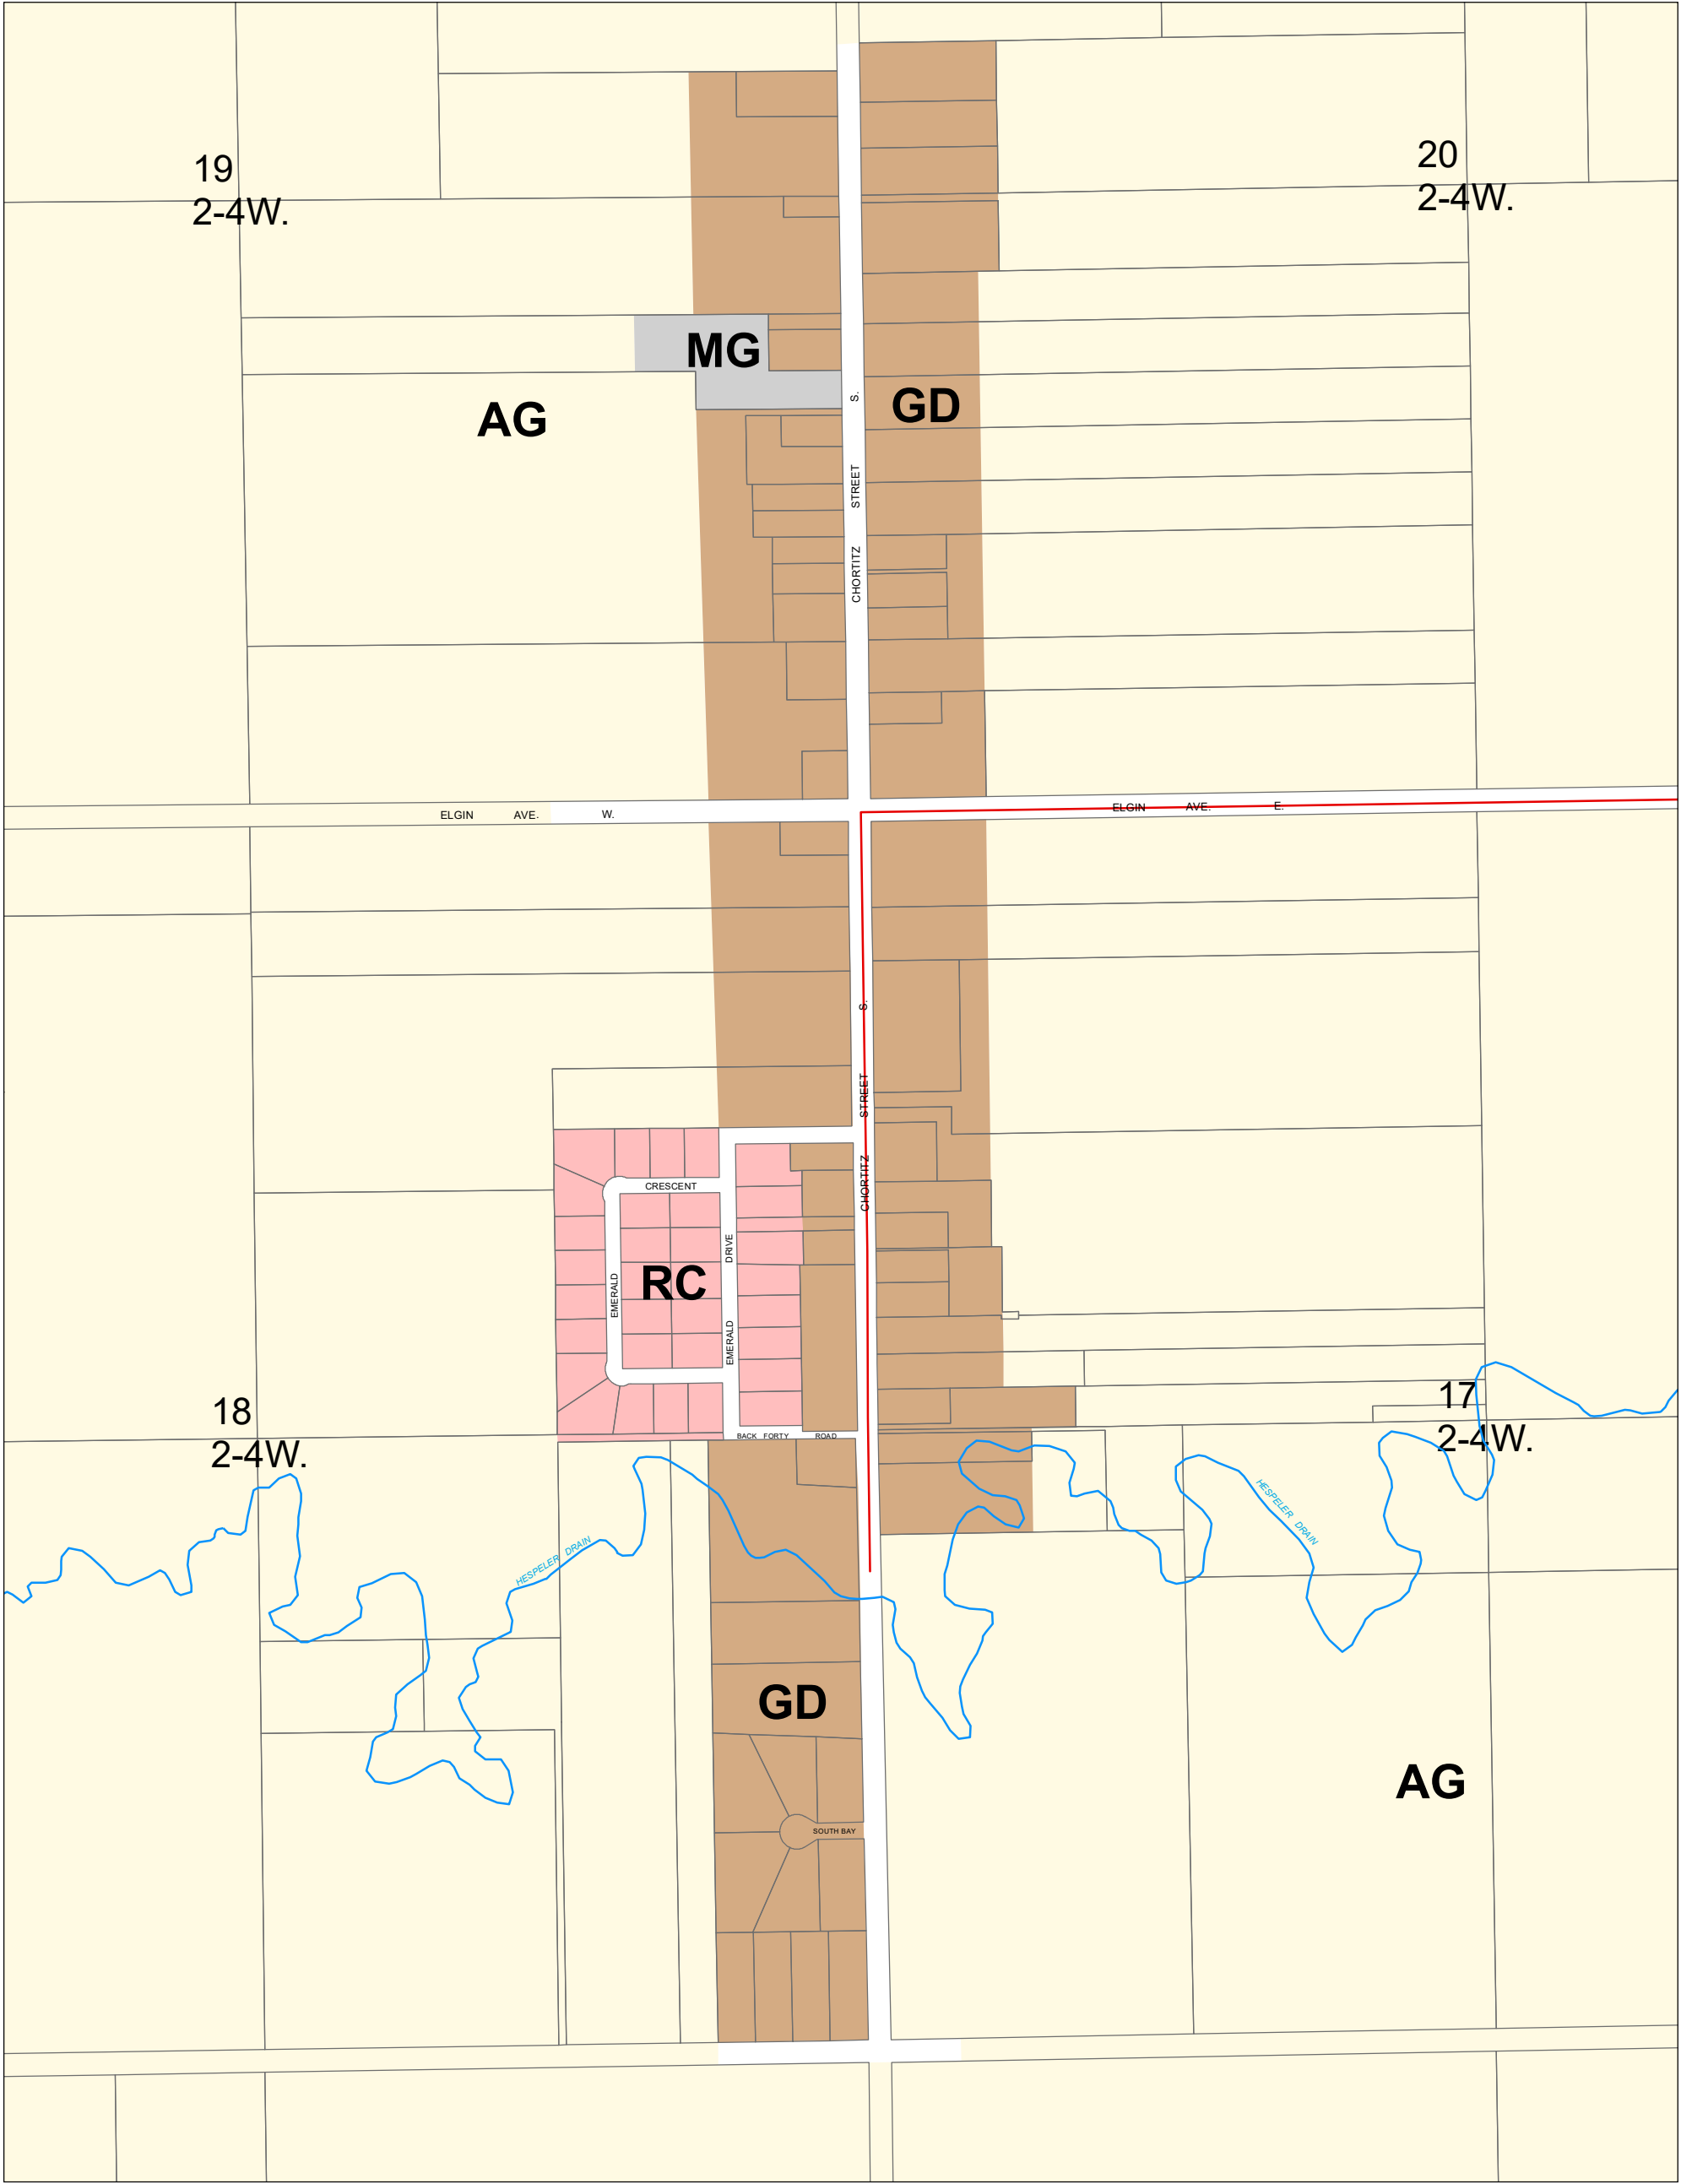 19
2-4W.
20
2-4W.
MG
AG
GD
CHORTITZ STREET S.
ELGIN AVE. W.
ELGIN AVE. E.
CHORTITZ STREET S.
CRESCENT
EMERALD
EMERALD DRIVE
RC
BACK FORTY ROAD
18
2-4W.
17
2-4W.
HESPELER DRAIN
HESPELER DRAIN
GD
AG
SOUTH BAY